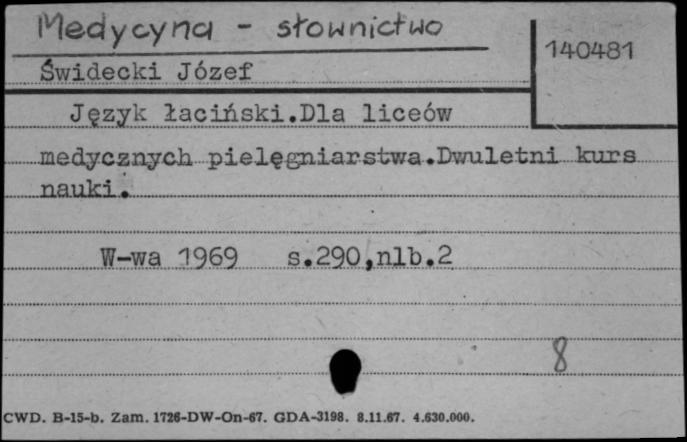 Medycyna - słownictwo
140481
Świdecki Józef
Język łaciński.Dla liceów
medycznych pielęgniarstwa.Dwuletni kurs
nauki.
W-wa 1969 s.290,nlb.2
8
CWD. B-15-b. Zam. 1726-DW-On-67. GDA-3198. 8.11.67. 4.630.000.